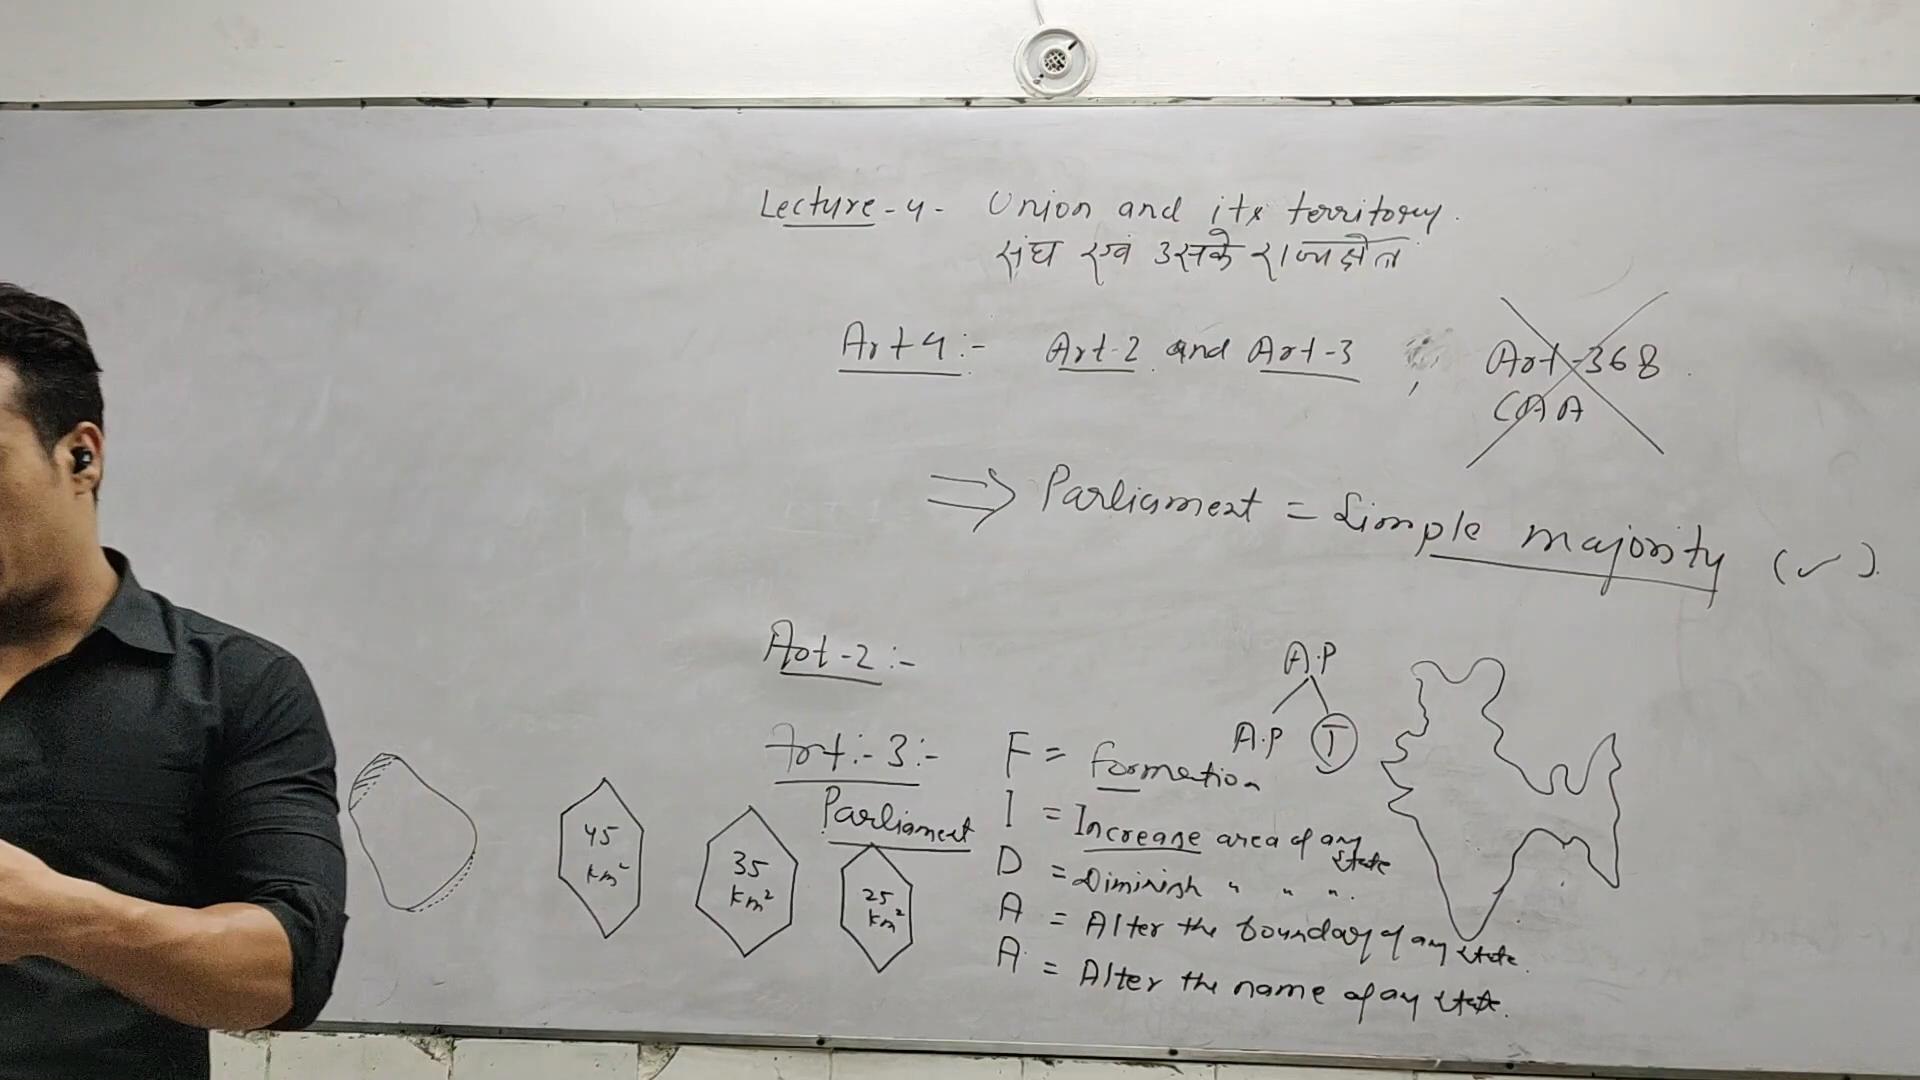 Lecture-4- Union and its territory.
संघ एवं उसके राज्यक्षेत्र
Art 4:- Art-2 and Art-3 , Art-368
CAA
⇒ Parliament = Simple majority (✓).
Art-2:-
A.P
A.P T
Art:-3:-
Parliament
F = Formation
I = Increase area of any state
D = Diminish " " ".
A = Alter the boundary of any state.
A = Alter the name of any state.
45 km²
35 km²
25 km²